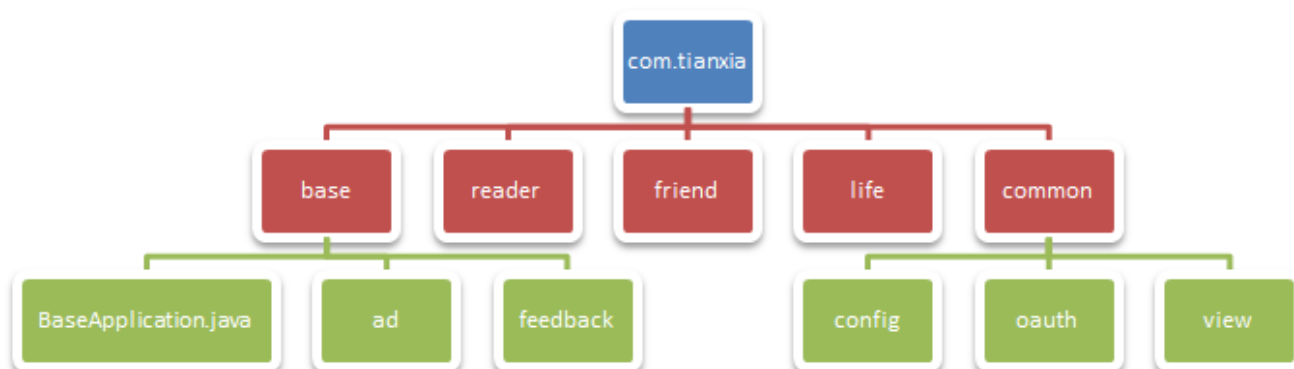 com.tianxia
base
reader
friend
life
common
BaseApplication.java
ad
feedback
config
oauth
view